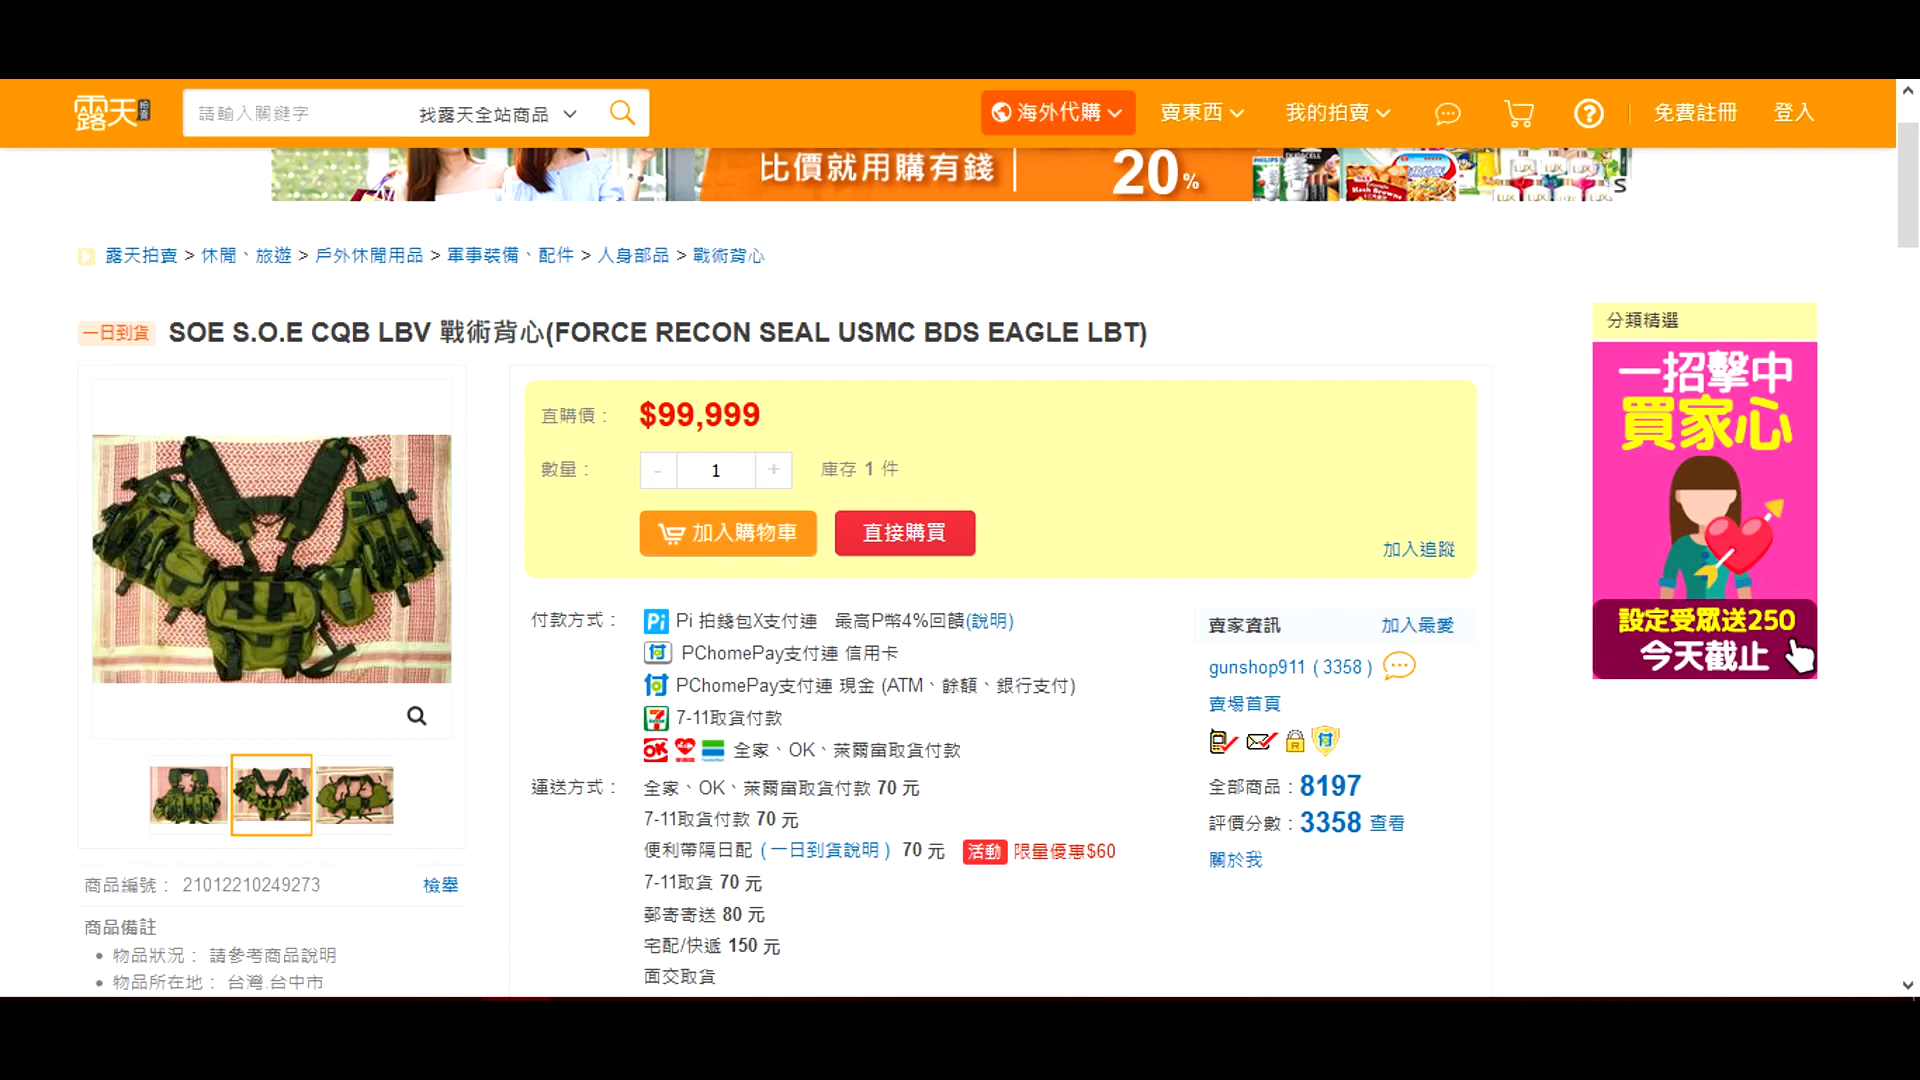 露天拍賣
請輸入關鍵字 找露天全站商品
海外代購 賣東西 我的拍賣 免費註冊 登入
比價就用購有錢 20%
露天拍賣 > 休閒、旅遊 > 戶外休閒用品 > 軍事裝備、配件 > 人身部品 > 戰術背心
一日到貨 SOE S.O.E CQB LBV 戰術背心(FORCE RECON SEAL USMC BDS EAGLE LBT)
直購價： $99,999
數量： - 1 + 庫存 1 件
加入購物車 直接購買
加入追蹤
付款方式： Pi 拍錢包X支付連 最高P幣4%回饋(說明)
PChomePay支付連 信用卡
PChomePay支付連 現金 (ATM、餘額、銀行支付)
7-11取貨付款
OK 全家、OK、萊爾富取貨付款
運送方式： 全家、OK、萊爾富取貨付款 70 元
7-11取貨付款 70 元
便利帶隔日配 ( 一日到貨說明 ) 70 元 活動 限量優惠$60
7-11取貨 70 元
郵寄寄送 80 元
宅配/快遞 150 元
面交取貨
賣家資訊 加入最愛
gunshop911 ( 3358 )
賣場首頁
全部商品：8197
評價分數：3358 查看
關於我
商品編號： 21012210249273 檢舉
商品備註
物品狀況： 請參考商品說明
物品所在地： 台灣.台中市
分類精選
一招擊中
買家心
設定受眾送250
今天截止